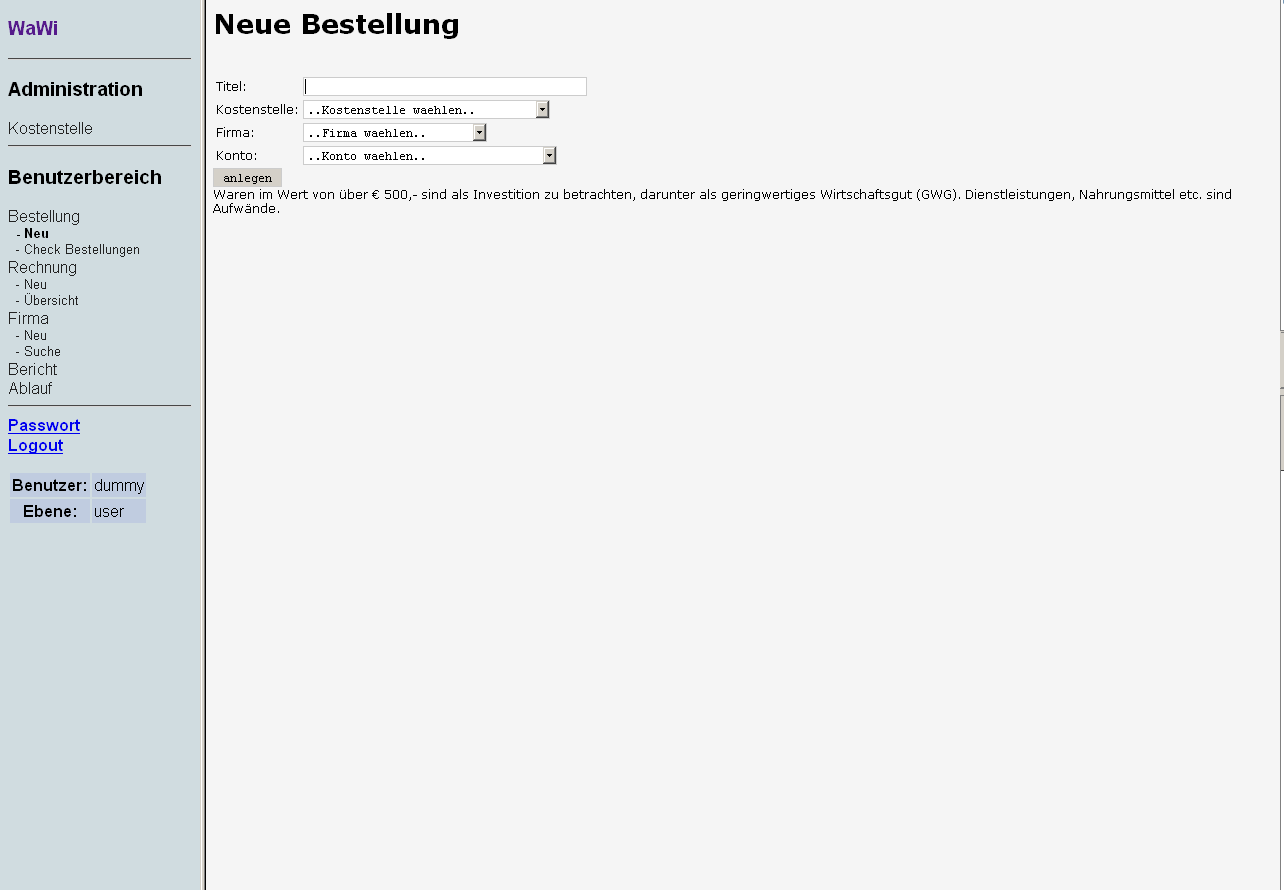 WaWi
Administration
Kostenstelle
Benutzerbereich
Bestellung
- Neu
- Check Bestellungen
Rechnung
- Neu
- Übersicht
Firma
- Neu
- Suche
Bericht
Ablauf
Passwort
Logout
Benutzer: dummy
Ebene: user
Neue Bestellung
Titel:
Kostenstelle: ..Kostenstelle waehlen..
Firma: ..Firma waehlen..
Konto: ..Konto waehlen..
anlegen
Waren im Wert von über € 500,- sind als Investition zu betrachten, darunter als geringwertiges Wirtschaftsgut (GWG). Dienstleistungen, Nahrungsmittel etc. sind
Aufwände.